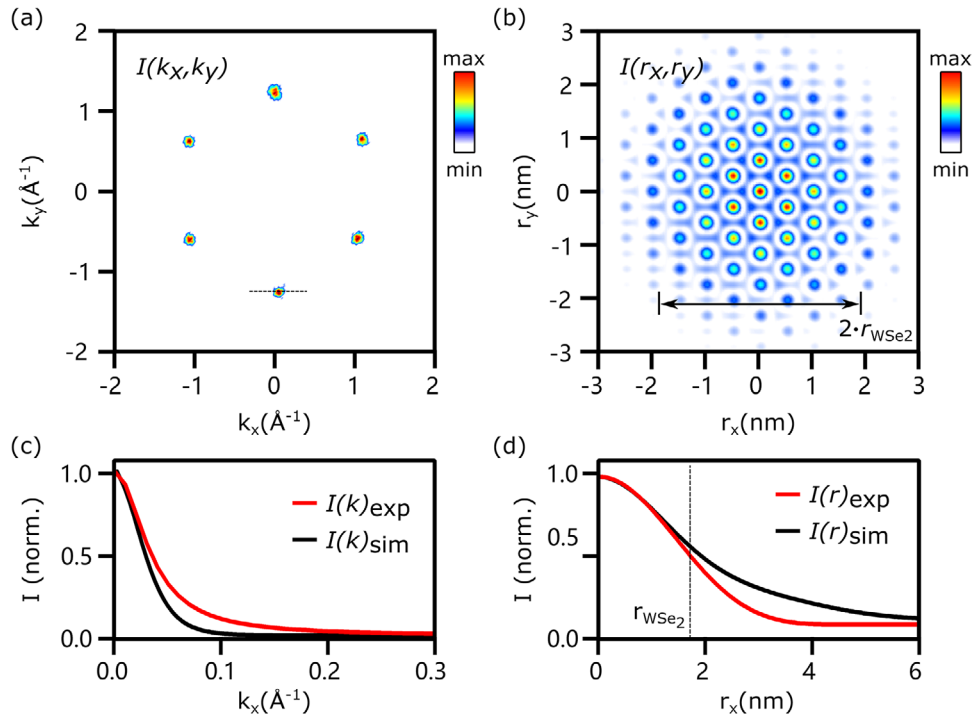 (a)
I(kx,ky)
max
min
2
1
0
-1
-2
ky(Å-1)
-2 -1 0 1 2
kx(Å-1)
(b)
I(rx,ry)
max
min
3
2
1
0
-1
-2
-3
ry(nm)
2·rWSe2
-3 -2 -1 0 1 2 3
rx(nm)
(c)
1.0
0.5
0.0
I (norm.)
I(k)exp
I(k)sim
0.0 0.1 0.2 0.3
kx(Å-1)
(d)
1.0
0.5
0.0
I (norm.)
I(r)exp
I(r)sim
rWSe2
0 2 4 6
rx(nm)